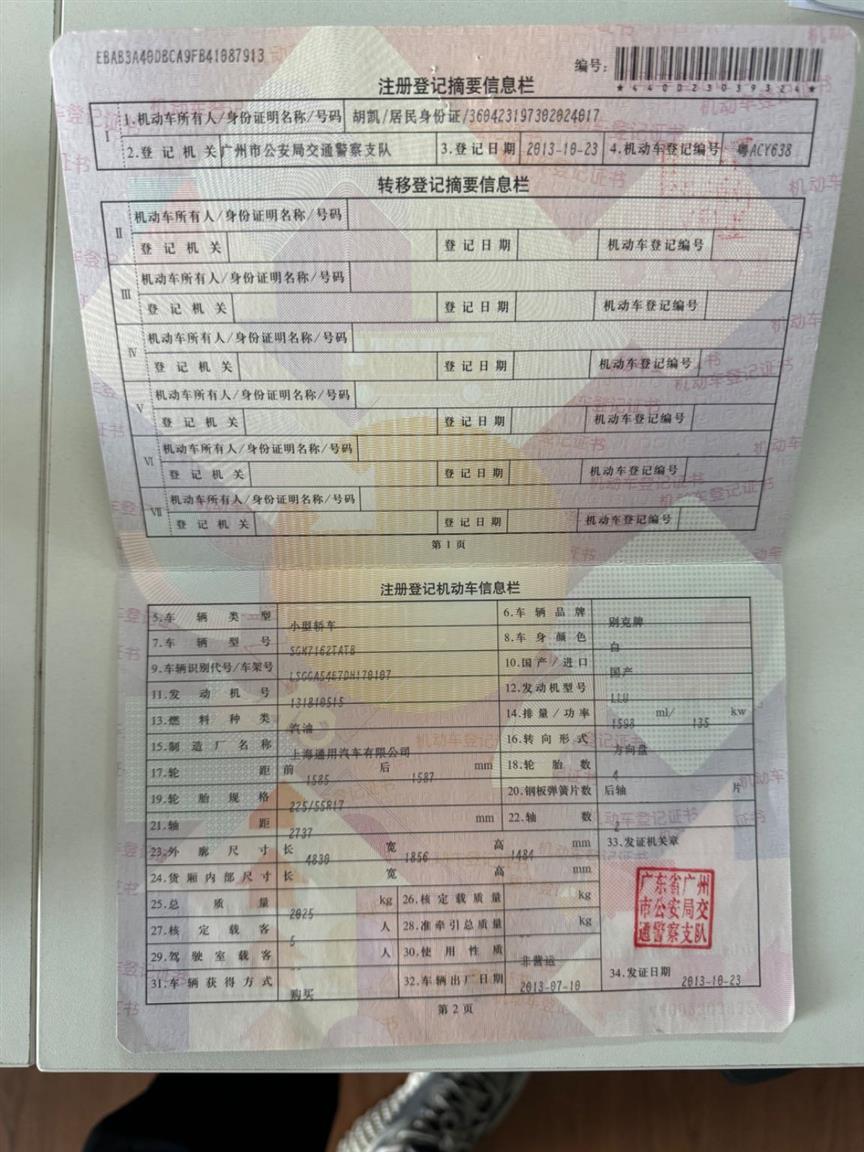 EBAB3A40DBCA9FB41087913
编号:
*440023039324*
注册登记摘要信息栏
I
1.机动车所有人/身份证明名称/号码 胡凯/居民身份证/360423197302024017
2.登记机关 广州市公安局交通警察支队 3.登记日期 2013-10-23 4.机动车登记编号 粤ACY638
转移登记摘要信息栏
II
机动车所有人/身份证明名称/号码
登记机关 登记日期 机动车登记编号
III
机动车所有人/身份证明名称/号码
登记机关 登记日期 机动车登记编号
IV
机动车所有人/身份证明名称/号码
登记机关 登记日期 机动车登记编号
V
机动车所有人/身份证明名称/号码
登记机关 登记日期 机动车登记编号
VI
机动车所有人/身份证明名称/号码
登记机关 登记日期 机动车登记编号
VII
机动车所有人/身份证明名称/号码
登记机关 登记日期 机动车登记编号
第1页
注册登记机动车信息栏
5.车辆类型 小型轿车 6.车辆品牌 别克牌
7.车辆型号 SGM7162TATB 8.车身颜色 白
9.车辆识别代号/车架号 LSGGA54E7DH170107 10.国产/进口 国产
11.发动机号 131810515 12.发动机型号 LLU
13.燃料种类 汽油 14.排量/功率 1598 ml/ 135 kw
15.制造厂名称 上海通用汽车有限公司 16.转向形式 方向盘
17.轮距 前 1585 后 1587 mm 18.轮胎数 4
19.轮胎规格 225/55R17 20.钢板弹簧片数 后轴 片
21.轴距 2737 mm 22.轴数 2
23.外廓尺寸 长 4830 宽 1856 高 1484 mm 33.发证机关章
24.货厢内部尺寸 长 宽 高 mm
25.总质量 2025 kg 26.核定载质量 -- kg
27.核定载客 5 人 28.准牵引总质量 -- kg
29.驾驶室载客 -- 人 30.使用性质 非营运
31.车辆获得方式 购买 32.车辆出厂日期 2013-07-10 34.发证日期 2013-10-23
广东省广州
市公安局交
通警察支队
第2页